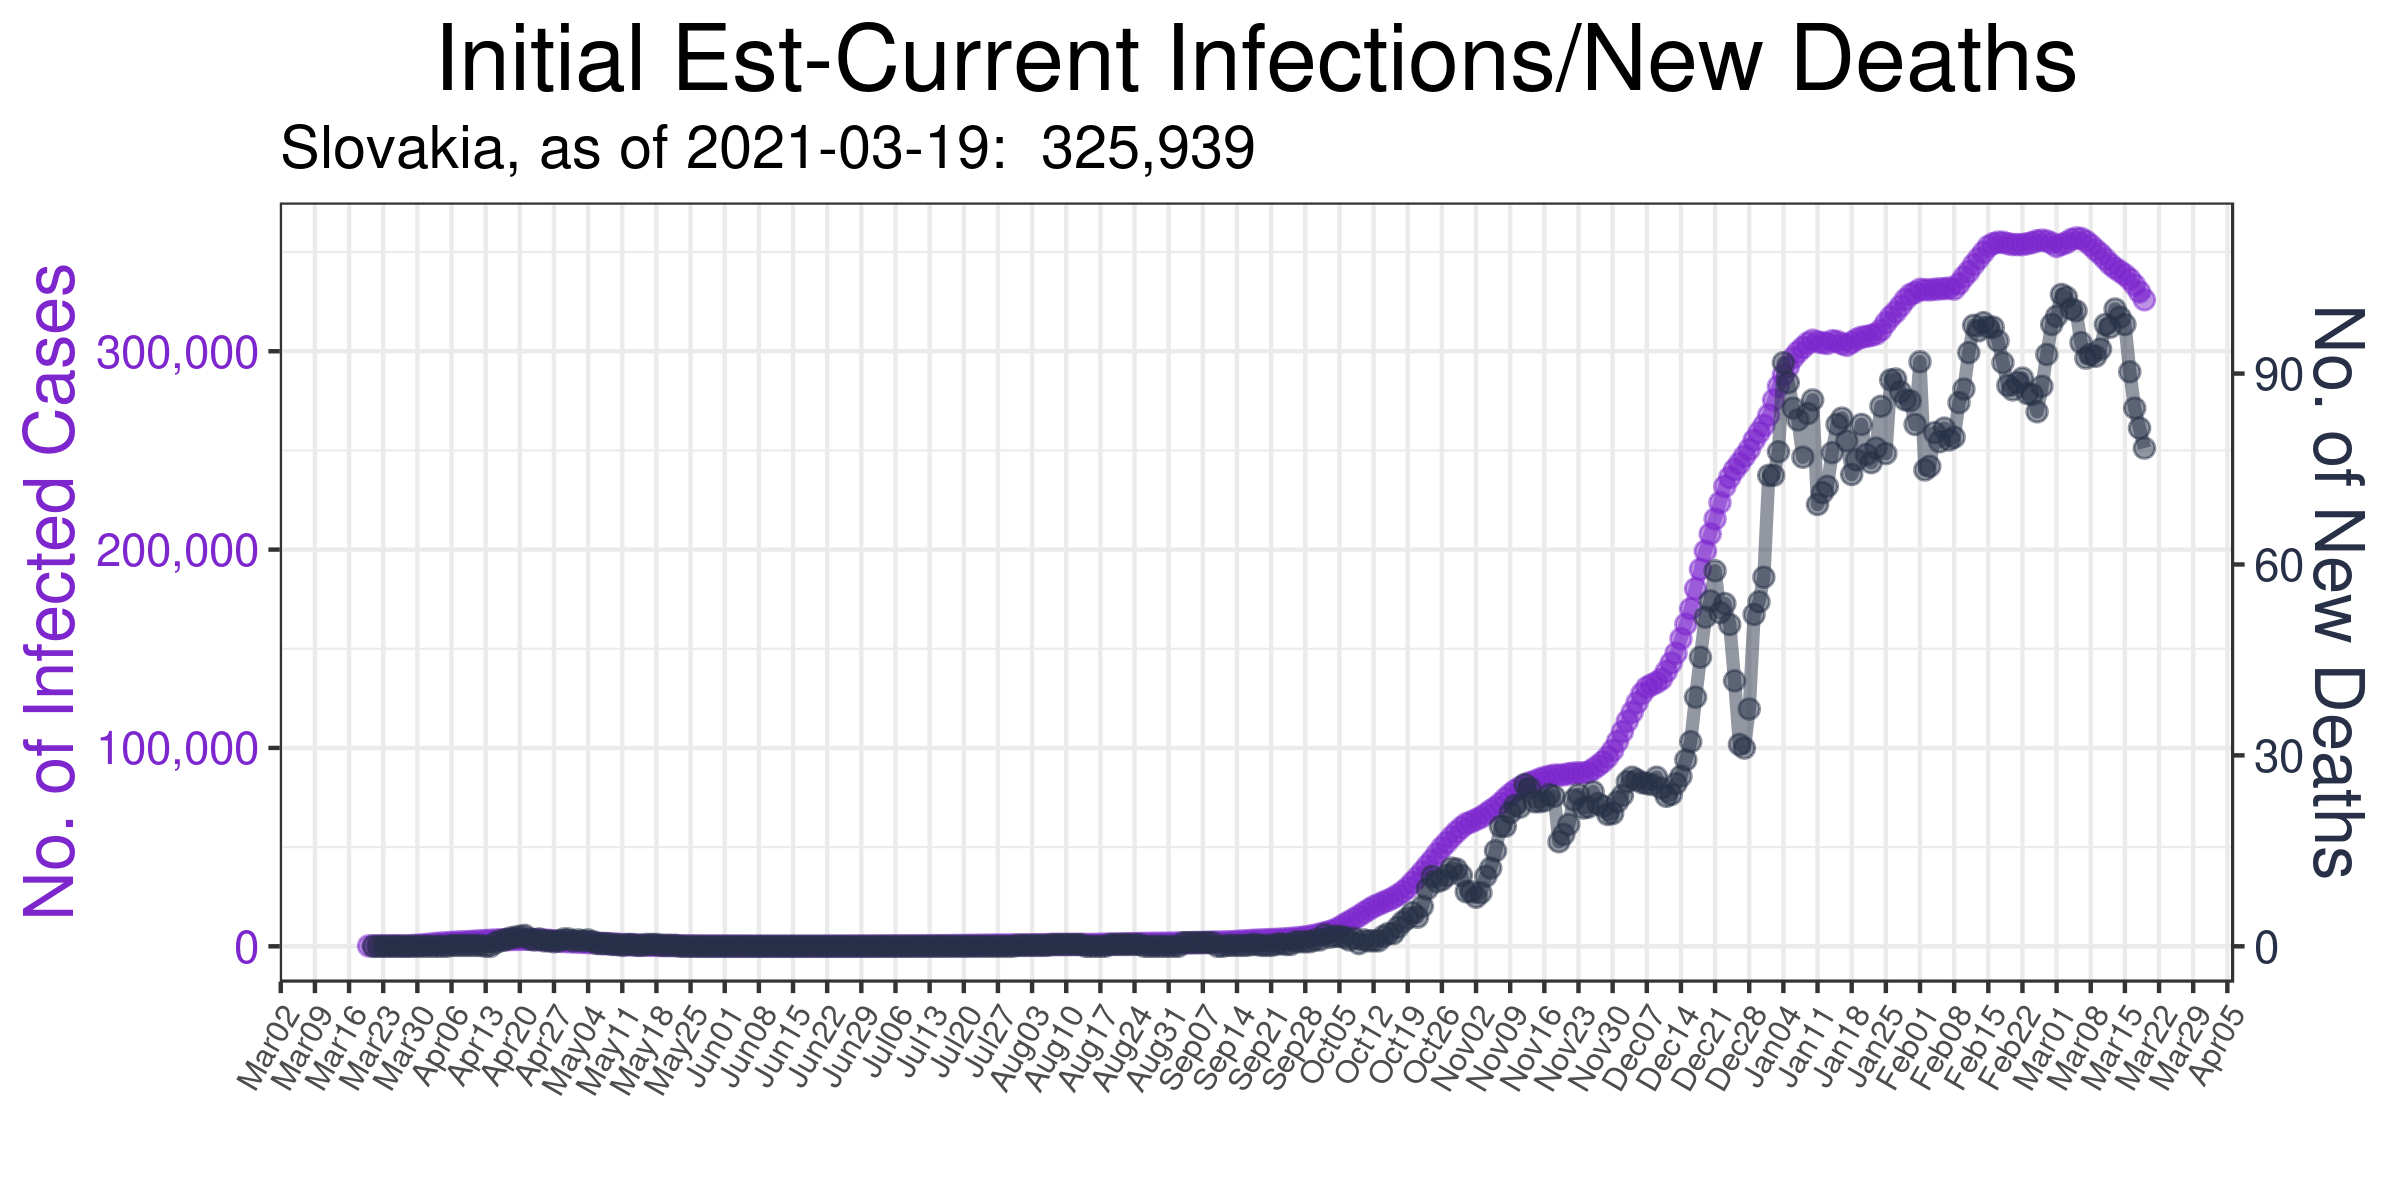 Initial Est-Current Infections/New Deaths
Slovakia, as of 2021-03-19:  325,939
No. of Infected Cases
300,000
200,000
100,000
0
No. of New Deaths
90
60
30
0
Mar02
Mar09
Mar16
Mar23
Mar30
Apr06
Apr13
Apr20
Apr27
May04
May11
May18
May25
Jun01
Jun08
Jun15
Jun22
Jun29
Jul06
Jul13
Jul20
Jul27
Aug03
Aug10
Aug17
Aug24
Aug31
Sep07
Sep14
Sep21
Sep28
Oct05
Oct12
Oct19
Oct26
Nov02
Nov09
Nov16
Nov23
Nov30
Dec07
Dec14
Dec21
Dec28
Dec04
Jan11
Jan18
Jan25
Jan25
Feb01
Feb08
Feb15
Feb22
Mar01
Mar08
Mar15
Mar22
Mar29
Apr05